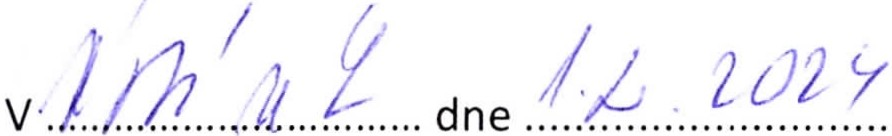 V ........ dne 1.2.2024